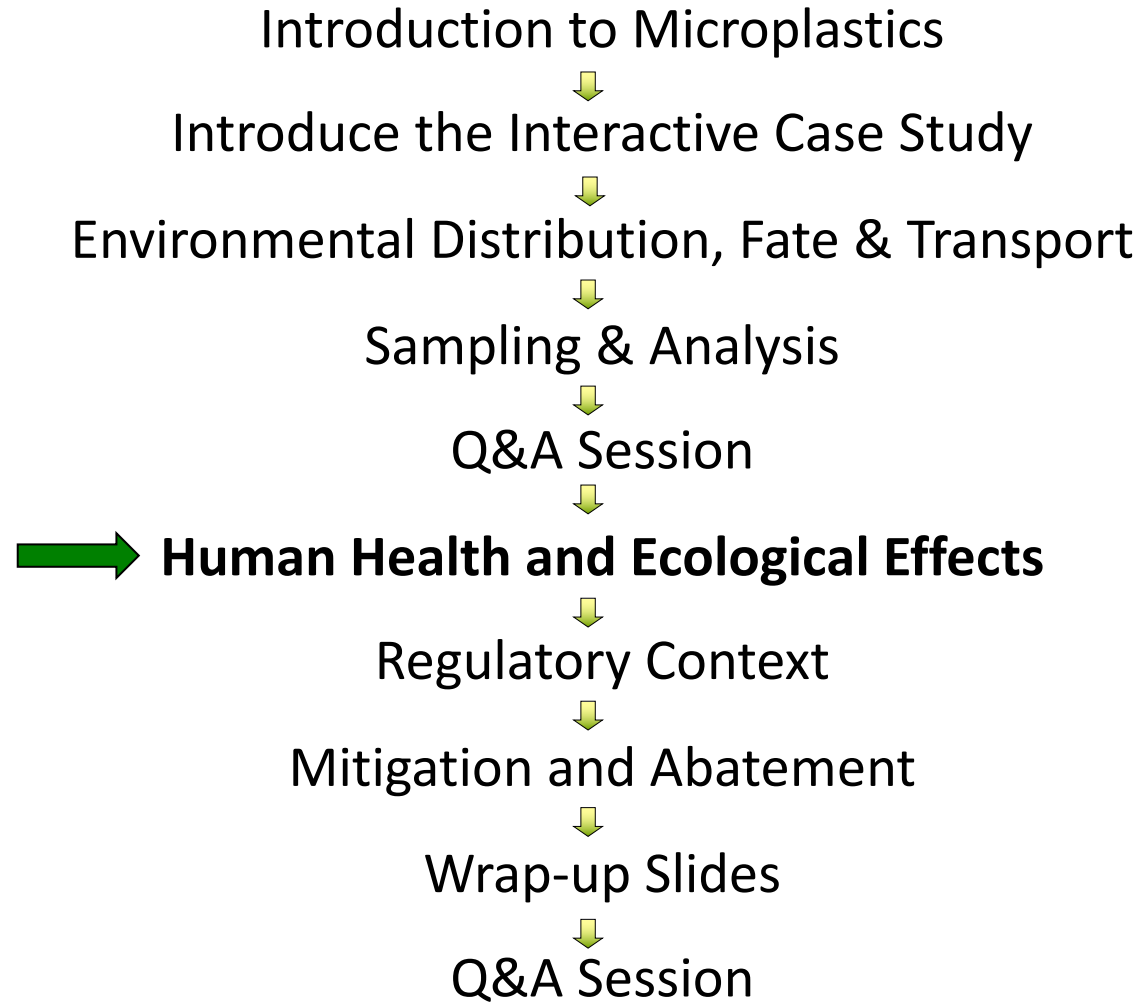 Introduction to Microplastics
Introduce the Interactive Case Study
Environmental Distribution, Fate & Transport
Sampling & Analysis
Q&A Session
Human Health and Ecological Effects
Regulatory Context
Mitigation and Abatement
Wrap-up Slides
Q&A Session